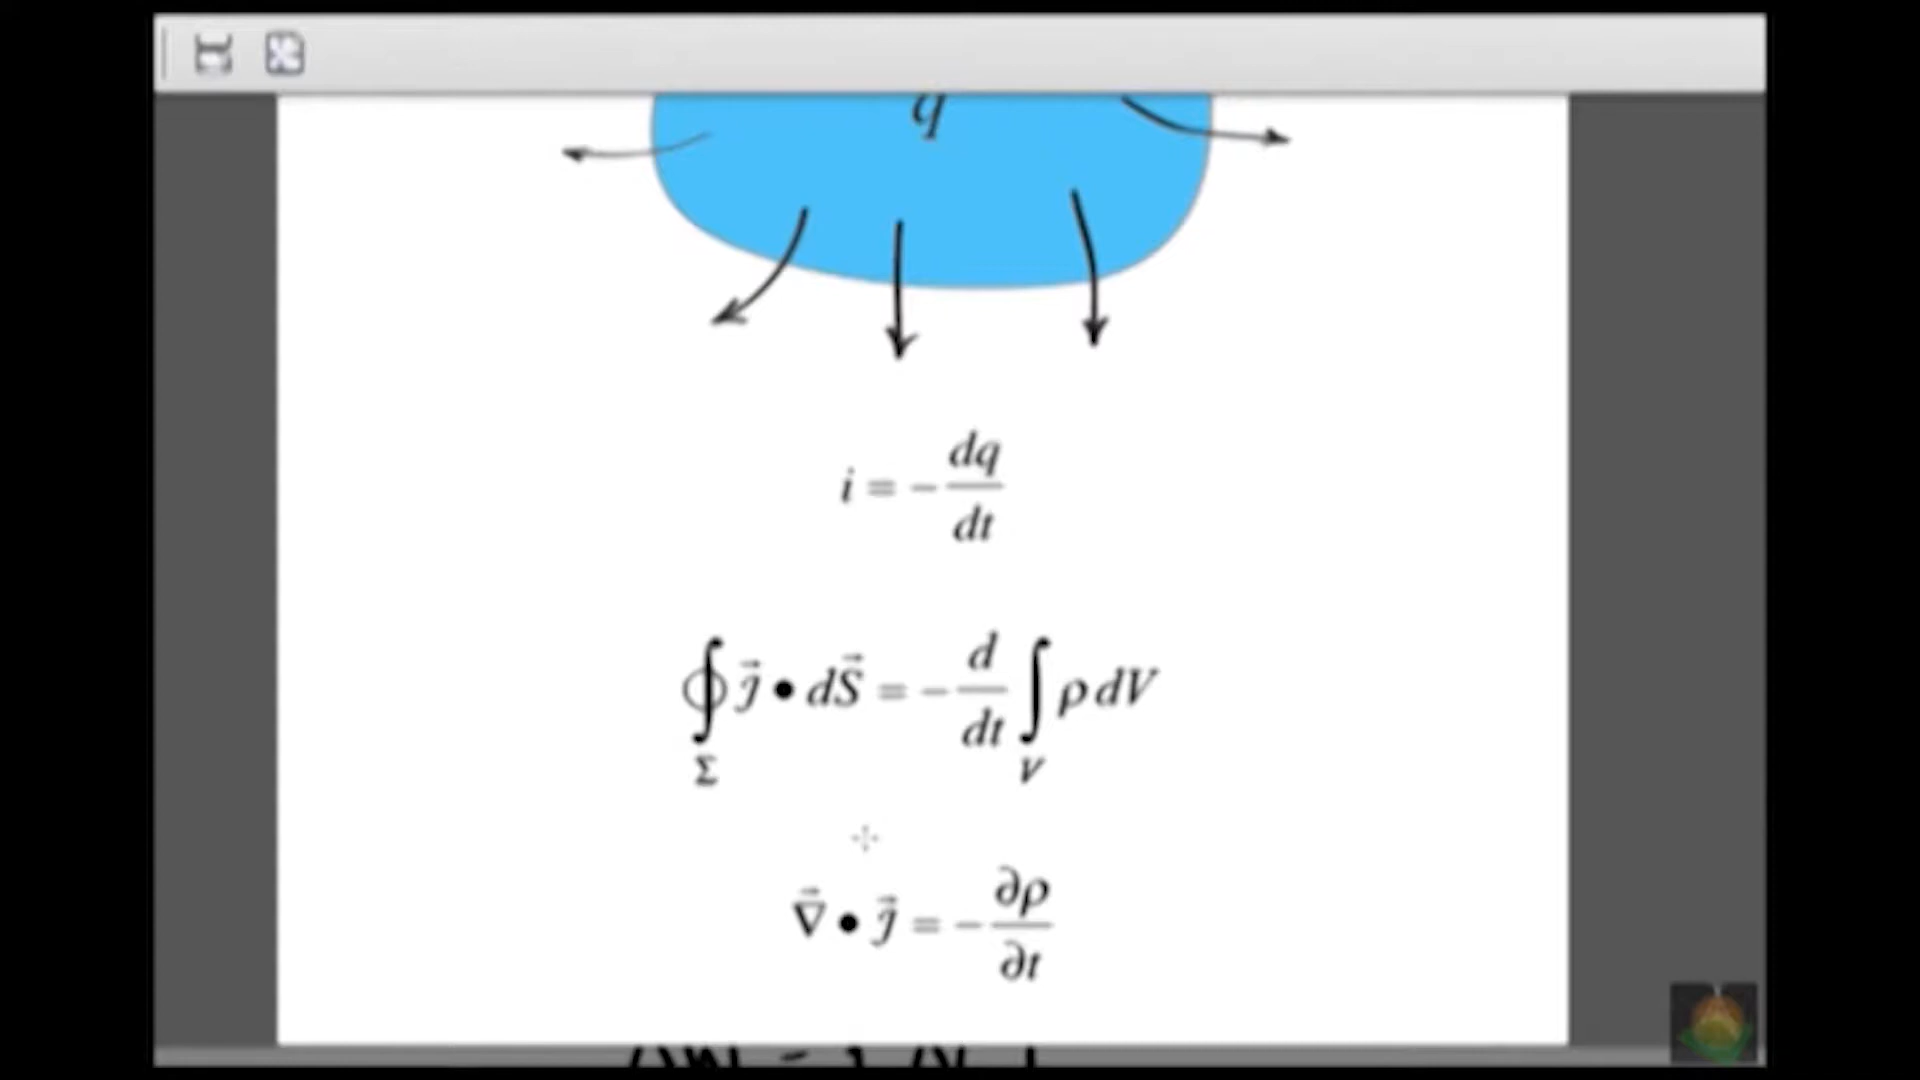 q
i = - dq/dt
∮_Σ j⃗ • dS⃗ = - d/dt ∫_V ρ dV
∇⃗ • j⃗ = - ∂ρ/∂t